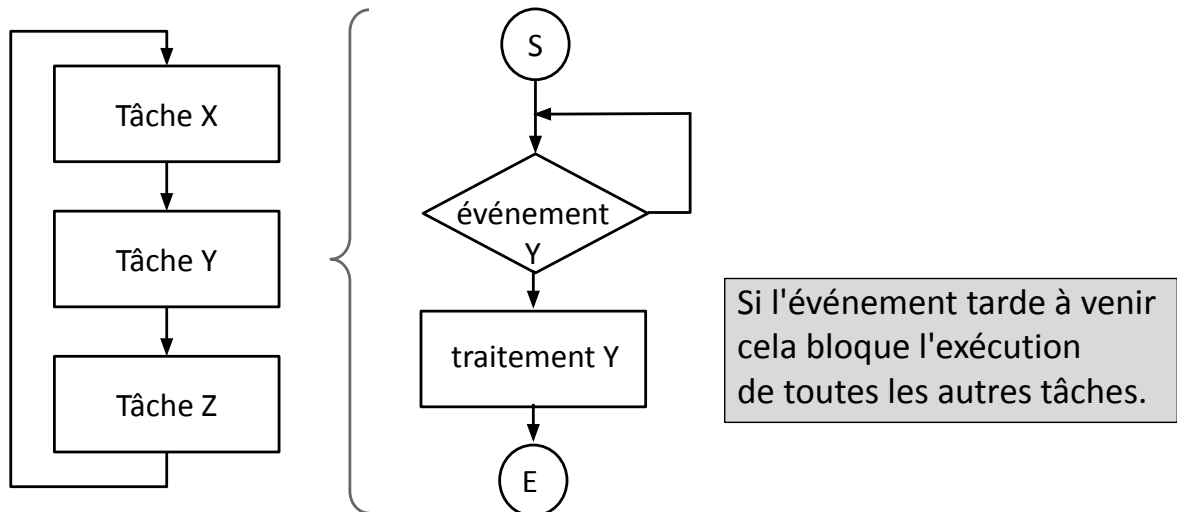 Tâche X
Tâche Y
Tâche Z
S
événement
Y
traitement Y
E
Si l'événement tarde à venir
cela bloque l'exécution
de toutes les autres tâches.